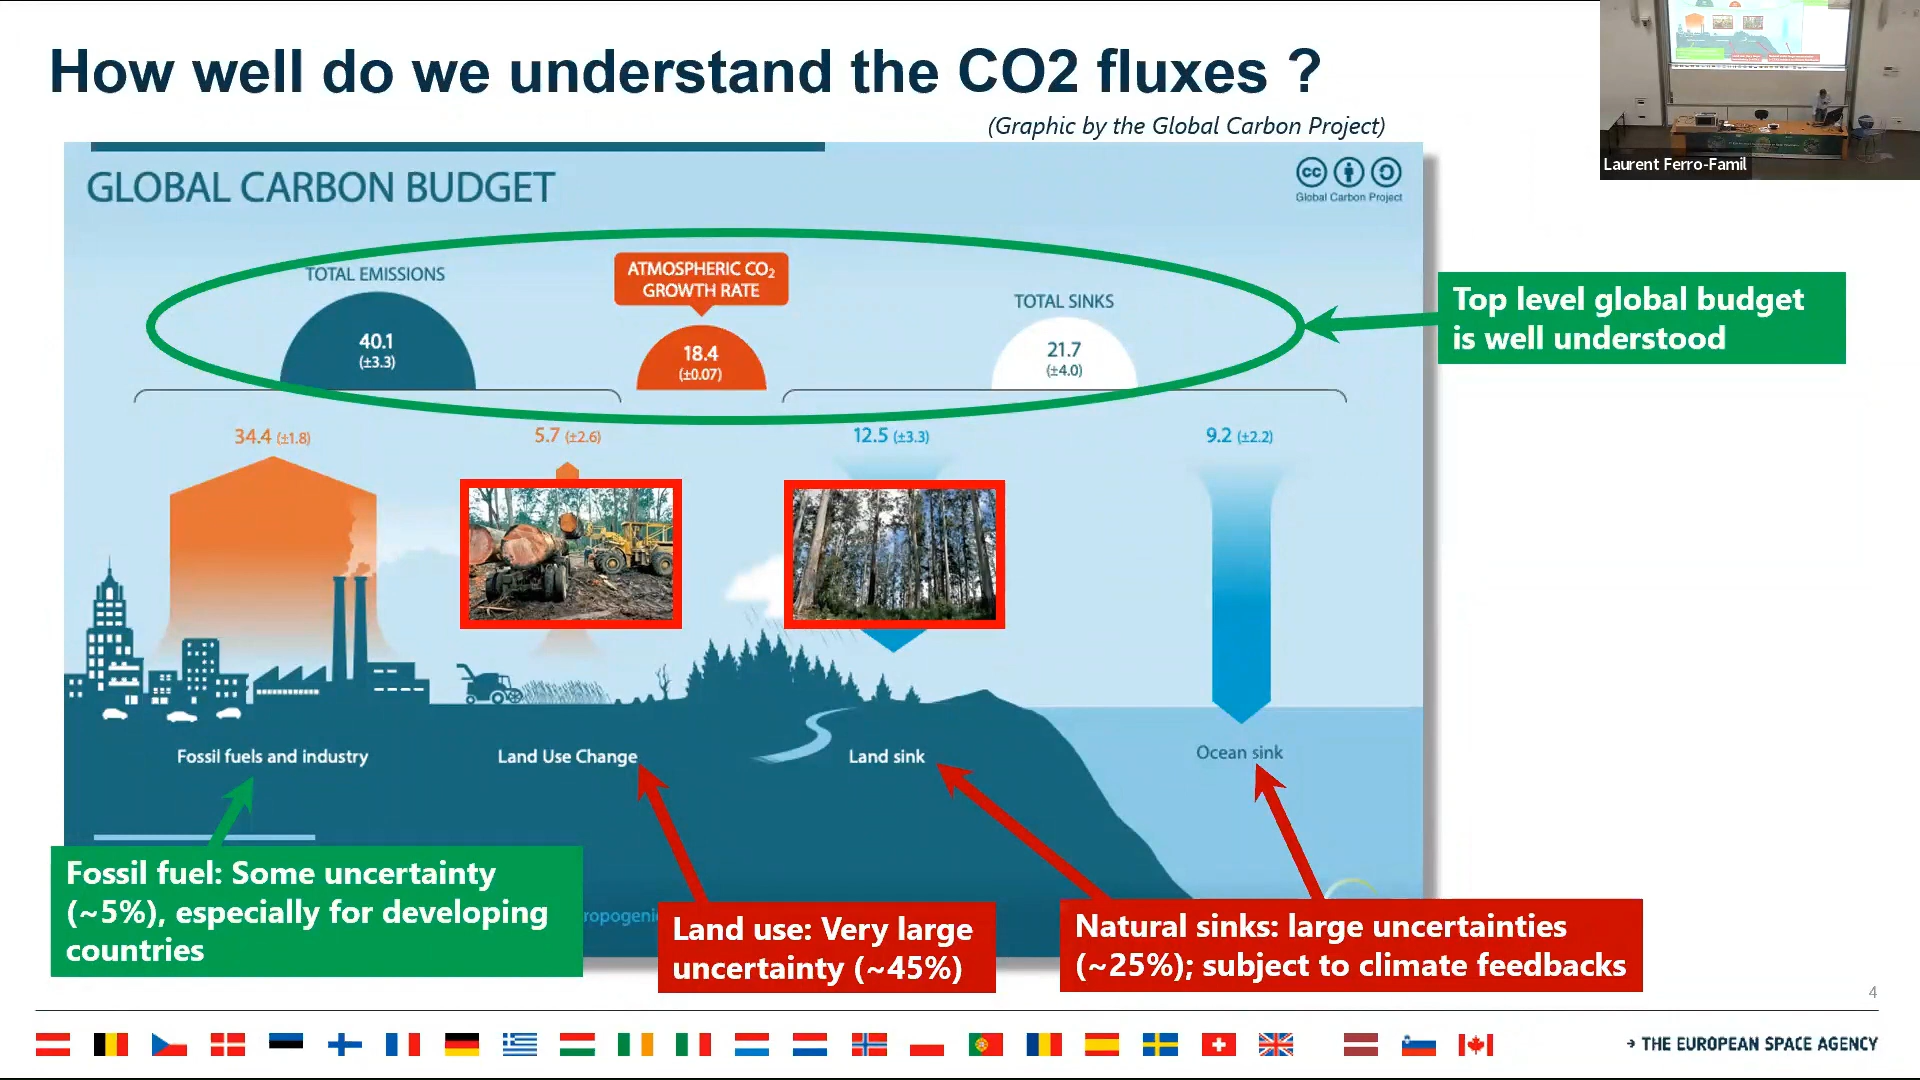 How well do we understand the CO2 fluxes ?
(Graphic by the Global Carbon Project)
Laurent Ferro-Famil
GLOBAL CARBON BUDGET
cc
Global Carbon Project
TOTAL EMISSIONS
40.1
(±3.3)
ATMOSPHERIC CO₂
GROWTH RATE
18.4
(±0.07)
TOTAL SINKS
21.7
(±4.0)
Top level global budget
is well understood
34.4 (±1.8)
5.7 (±2.6)
12.5 (±3.3)
9.2 (±2.2)
Fossil fuels and industry
Land Use Change
Land sink
Ocean sink
Fossil fuel: Some uncertainty
(~5%), especially for developing
countries
ropogenic
Land use: Very large
uncertainty (~45%)
Natural sinks: large uncertainties
(~25%); subject to climate feedbacks
4
→ THE EUROPEAN SPACE AGENCY